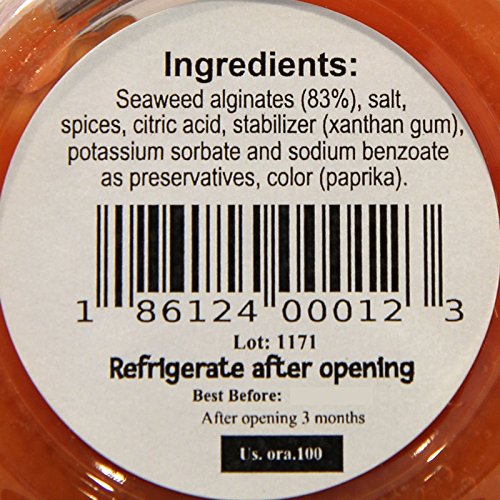 Ingredients:
Seaweed alginates (83%), salt,
spices, citric acid, stabilizer (xanthan gum),
potassium sorbate and sodium benzoate
as preservatives, color (paprika).
1 86124 00012 3
Lot: 1171
Refrigerate after opening
Best Before:
After opening 3 months
Us. ora.100